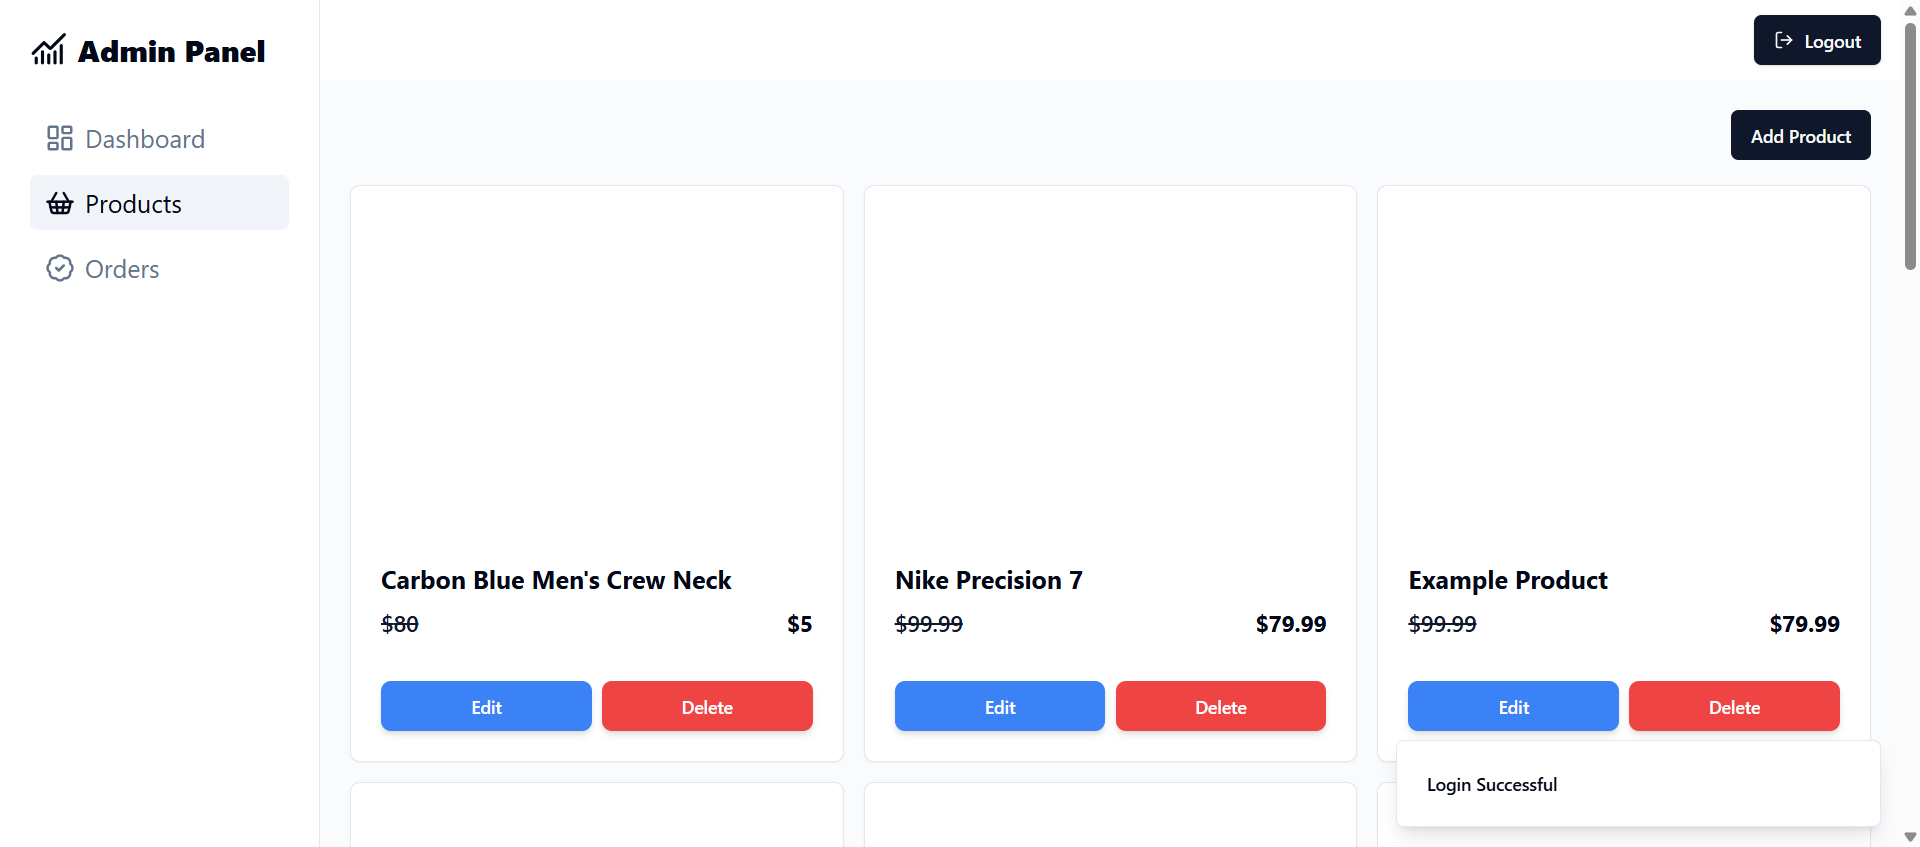 Admin Panel
Logout
Dashboard
Products
Orders
Add Product
Carbon Blue Men's Crew Neck
$80 $5
Edit Delete
Nike Precision 7
$99.99 $79.99
Edit Delete
Example Product
$99.99 $79.99
Edit Delete
Login Successful